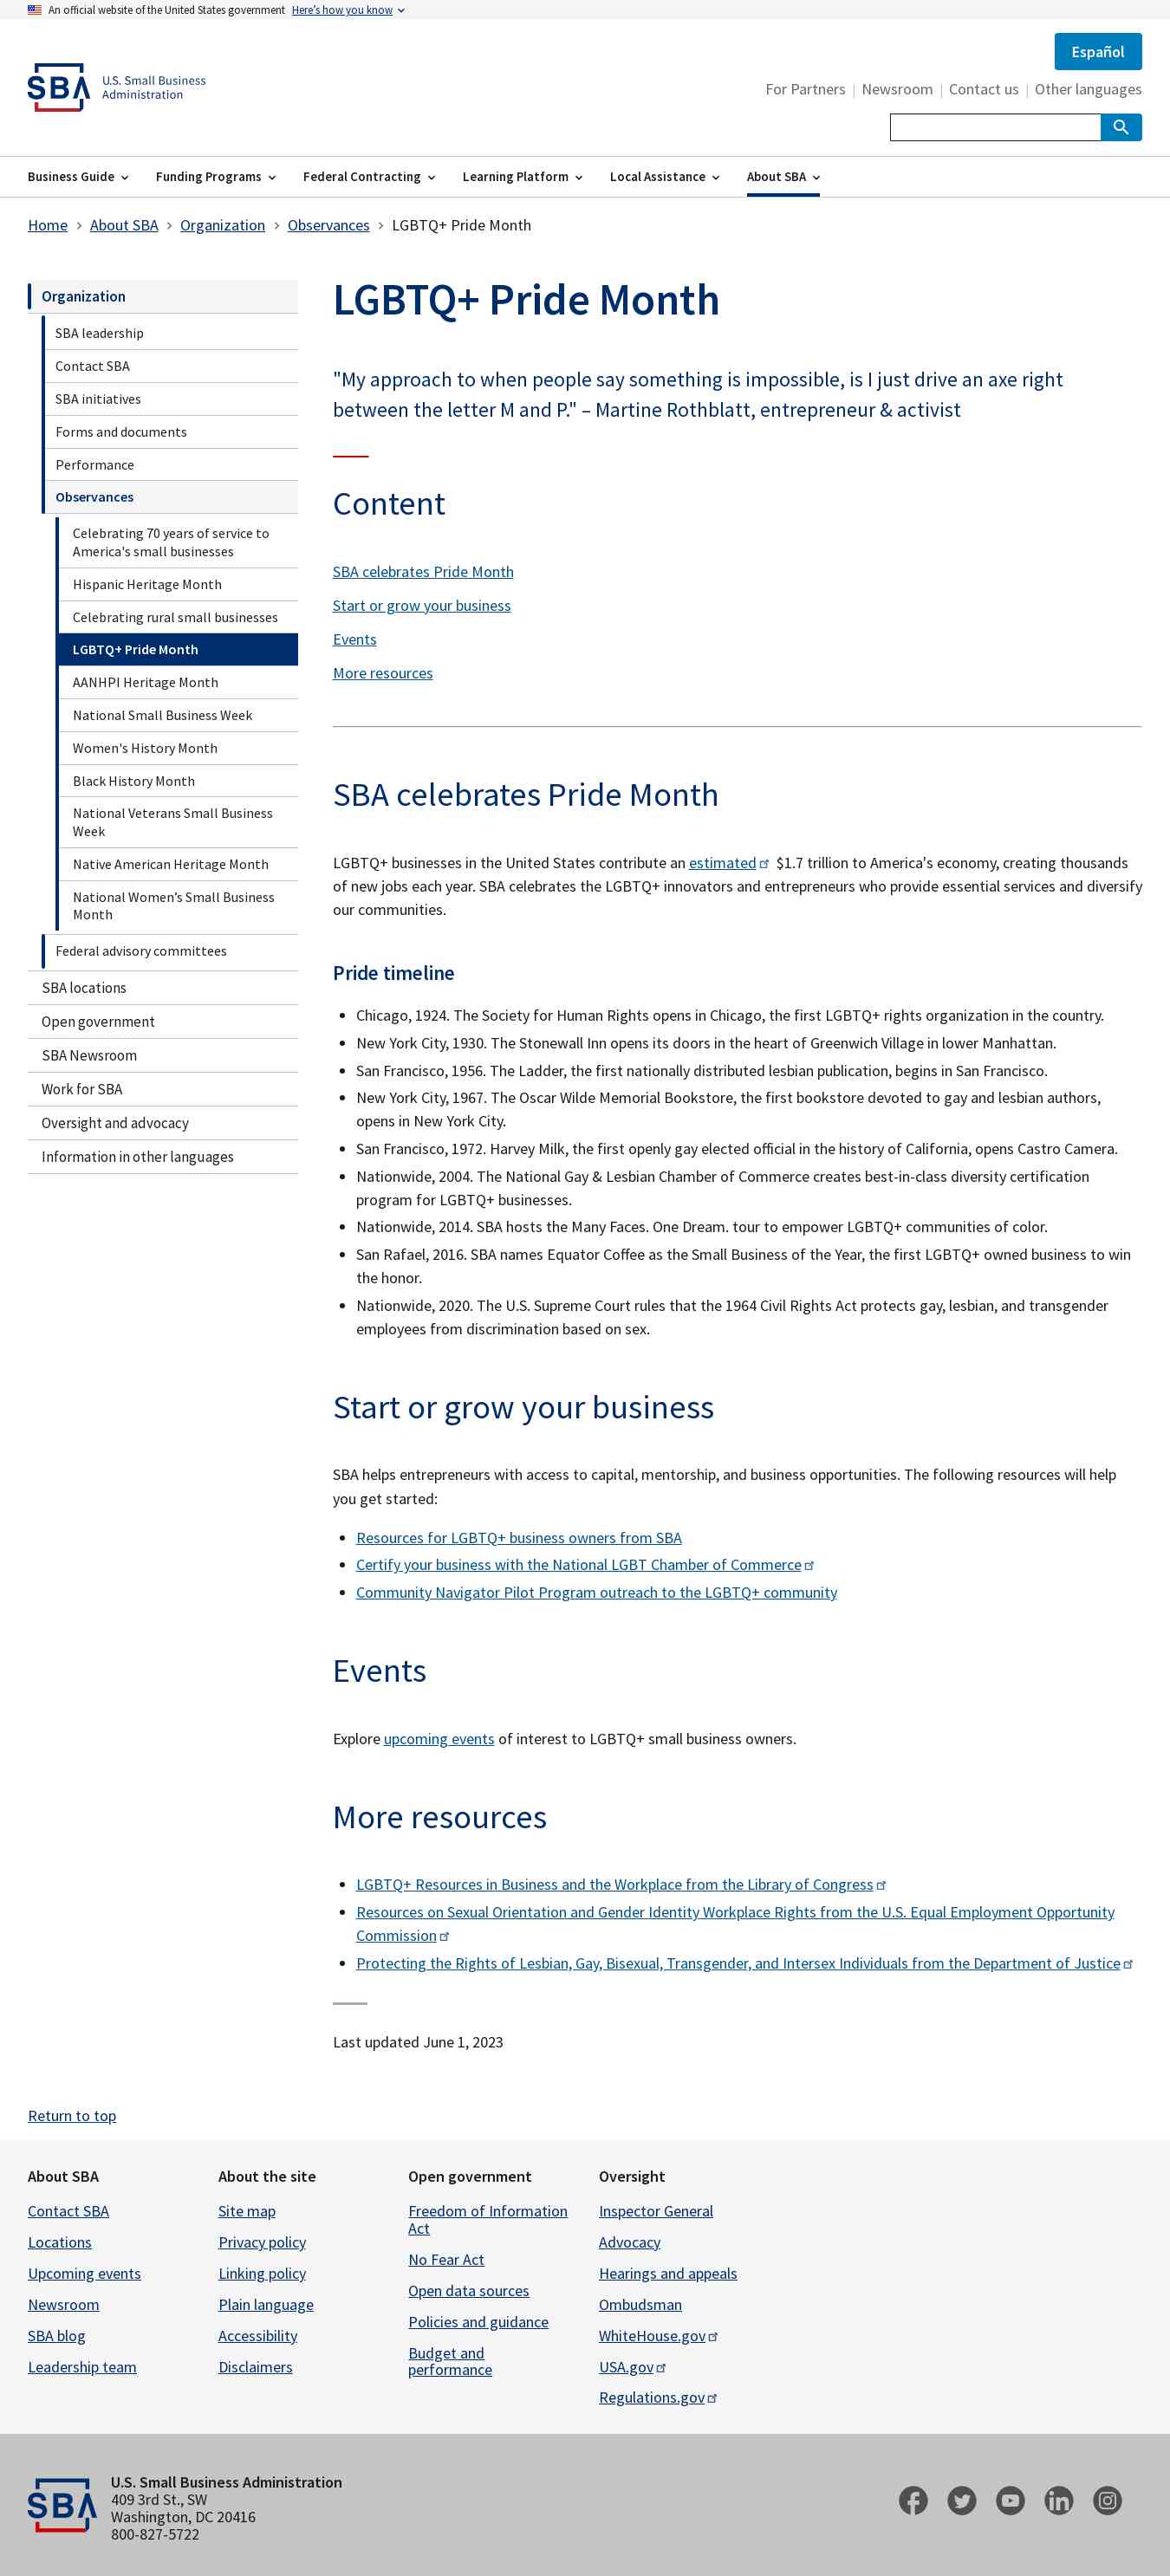 An official website of the United States government Here’s how you know
Español
SBA U.S. Small Business
Administration
For Partners | Newsroom | Contact us | Other languages
Business Guide Funding Programs Federal Contracting Learning Platform Local Assistance About SBA
Home > About SBA > Organization > Observances > LGBTQ+ Pride Month
Organization
SBA leadership
Contact SBA
SBA initiatives
Forms and documents
Performance
Observances
Celebrating 70 years of service to
America's small businesses
Hispanic Heritage Month
Celebrating rural small businesses
LGBTQ+ Pride Month
AANHPI Heritage Month
National Small Business Week
Women's History Month
Black History Month
National Veterans Small Business
Week
Native American Heritage Month
National Women’s Small Business
Month
Federal advisory committees
SBA locations
Open government
SBA Newsroom
Work for SBA
Oversight and advocacy
Information in other languages
LGBTQ+ Pride Month
"My approach to when people say something is impossible, is I just drive an axe right
between the letter M and P." – Martine Rothblatt, entrepreneur & activist
Content
SBA celebrates Pride Month
Start or grow your business
Events
More resources
SBA celebrates Pride Month
LGBTQ+ businesses in the United States contribute an estimated $1.7 trillion to America's economy, creating thousands
of new jobs each year. SBA celebrates the LGBTQ+ innovators and entrepreneurs who provide essential services and diversify
our communities.
Pride timeline
• Chicago, 1924. The Society for Human Rights opens in Chicago, the first LGBTQ+ rights organization in the country.
• New York City, 1930. The Stonewall Inn opens its doors in the heart of Greenwich Village in lower Manhattan.
• San Francisco, 1956. The Ladder, the first nationally distributed lesbian publication, begins in San Francisco.
• New York City, 1967. The Oscar Wilde Memorial Bookstore, the first bookstore devoted to gay and lesbian authors,
opens in New York City.
• San Francisco, 1972. Harvey Milk, the first openly gay elected official in the history of California, opens Castro Camera.
• Nationwide, 2004. The National Gay & Lesbian Chamber of Commerce creates best-in-class diversity certification
program for LGBTQ+ businesses.
• Nationwide, 2014. SBA hosts the Many Faces. One Dream. tour to empower LGBTQ+ communities of color.
• San Rafael, 2016. SBA names Equator Coffee as the Small Business of the Year, the first LGBTQ+ owned business to win
the honor.
• Nationwide, 2020. The U.S. Supreme Court rules that the 1964 Civil Rights Act protects gay, lesbian, and transgender
employees from discrimination based on sex.
Start or grow your business
SBA helps entrepreneurs with access to capital, mentorship, and business opportunities. The following resources will help
you get started:
• Resources for LGBTQ+ business owners from SBA
• Certify your business with the National LGBT Chamber of Commerce
• Community Navigator Pilot Program outreach to the LGBTQ+ community
Events
Explore upcoming events of interest to LGBTQ+ small business owners.
More resources
• LGBTQ+ Resources in Business and the Workplace from the Library of Congress
• Resources on Sexual Orientation and Gender Identity Workplace Rights from the U.S. Equal Employment Opportunity
Commission
• Protecting the Rights of Lesbian, Gay, Bisexual, Transgender, and Intersex Individuals from the Department of Justice
Last updated June 1, 2023
Return to top
About SBA
Contact SBA
Locations
Upcoming events
Newsroom
SBA blog
Leadership team
About the site
Site map
Privacy policy
Linking policy
Plain language
Accessibility
Disclaimers
Open government
Freedom of Information
Act
No Fear Act
Open data sources
Policies and guidance
Budget and
performance
Oversight
Inspector General
Advocacy
Hearings and appeals
Ombudsman
WhiteHouse.gov
USA.gov
Regulations.gov
SBA
U.S. Small Business Administration
409 3rd St., SW
Washington, DC 20416
800-827-5722